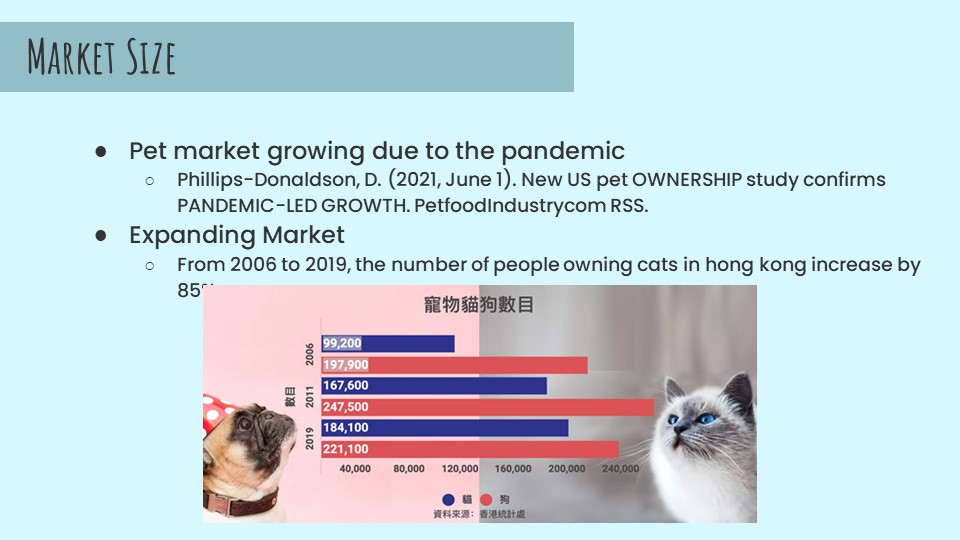 Market Size
● Pet market growing due to the pandemic
○ Phillips-Donaldson, D. (2021, June 1). New US pet OWNERSHIP study confirms
PANDEMIC-LED GROWTH. PetfoodIndustrycom RSS.
● Expanding Market
○ From 2006 to 2019, the number of people owning cats in hong kong increase by
85%
寵物貓狗數目
數目
2006
99,200
197,900
2011
167,600
247,500
2019
184,100
221,100
40,000 80,000 120,000 160,000 200,000 240,000
貓 狗
資料來源：香港統計處